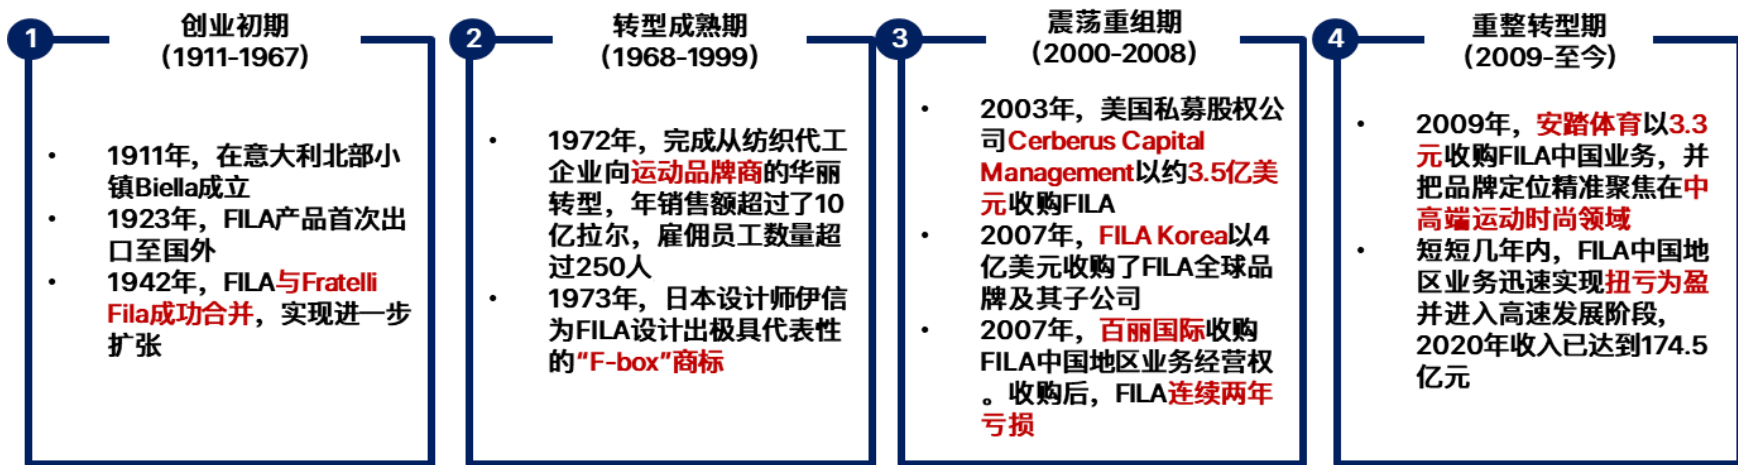 1
创业初期
(1911-1967)
• 1911年，在意大利北部小
镇Biella成立
• 1923年，FILA产品首次出
口至国外
• 1942年，FILA与Fratelli
Fila成功合并，实现进一步
扩张
2
转型成熟期
(1968-1999)
• 1972年，完成从纺织代工
企业向运动品牌商的华丽
转型，年销售额超过了10
亿拉尔，雇佣员工数量超
过250人
• 1973年，日本设计师伊信
为FILA设计出极具代表性
的“F-box”商标
3
震荡重组期
(2000-2008)
• 2003年，美国私募股权公
司Cerberus Capital
Management以约3.5亿美
元收购FILA
• 2007年，FILA Korea以4
亿美元收购了FILA全球品
牌及其子公司
• 2007年，百丽国际收购
FILA中国地区业务经营权
。收购后，FILA连续两年
亏损
4
重整转型期
(2009-至今)
• 2009年，安踏体育以3.3
元收购FILA中国业务，并
把品牌定位精准聚焦在中
高端运动时尚领域
• 短短几年内，FILA中国地
区业务迅速实现扭亏为盈
并进入高速发展阶段，
2020年收入已达到174.5
亿元